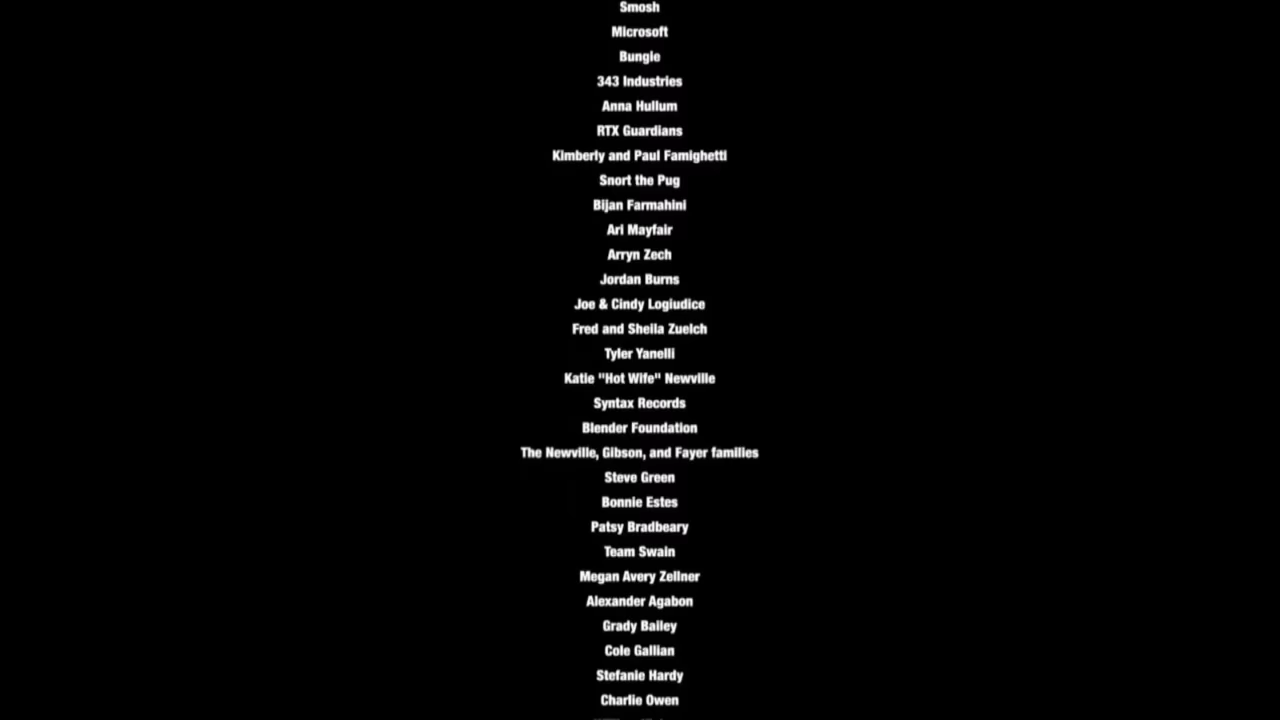 Smosh
Microsoft
Bungie
343 Industries
Anna Hullum
RTX Guardians
Kimberly and Paul Famighetti
Snort the Pug
Bijan Farmahini
Ari Mayfair
Arryn Zech
Jordan Burns
Joe & Cindy Logiudice
Fred and Sheila Zuelch
Tyler Yanelli
Katie "Hot Wife" Newville
Syntax Records
Blender Foundation
The Newville, Gibson, and Fayer families
Steve Green
Bonnie Estes
Patsy Bradbeary
Team Swain
Megan Avery Zellner
Alexander Agabon
Grady Bailey
Cole Gallian
Stefanie Hardy
Charlie Owen